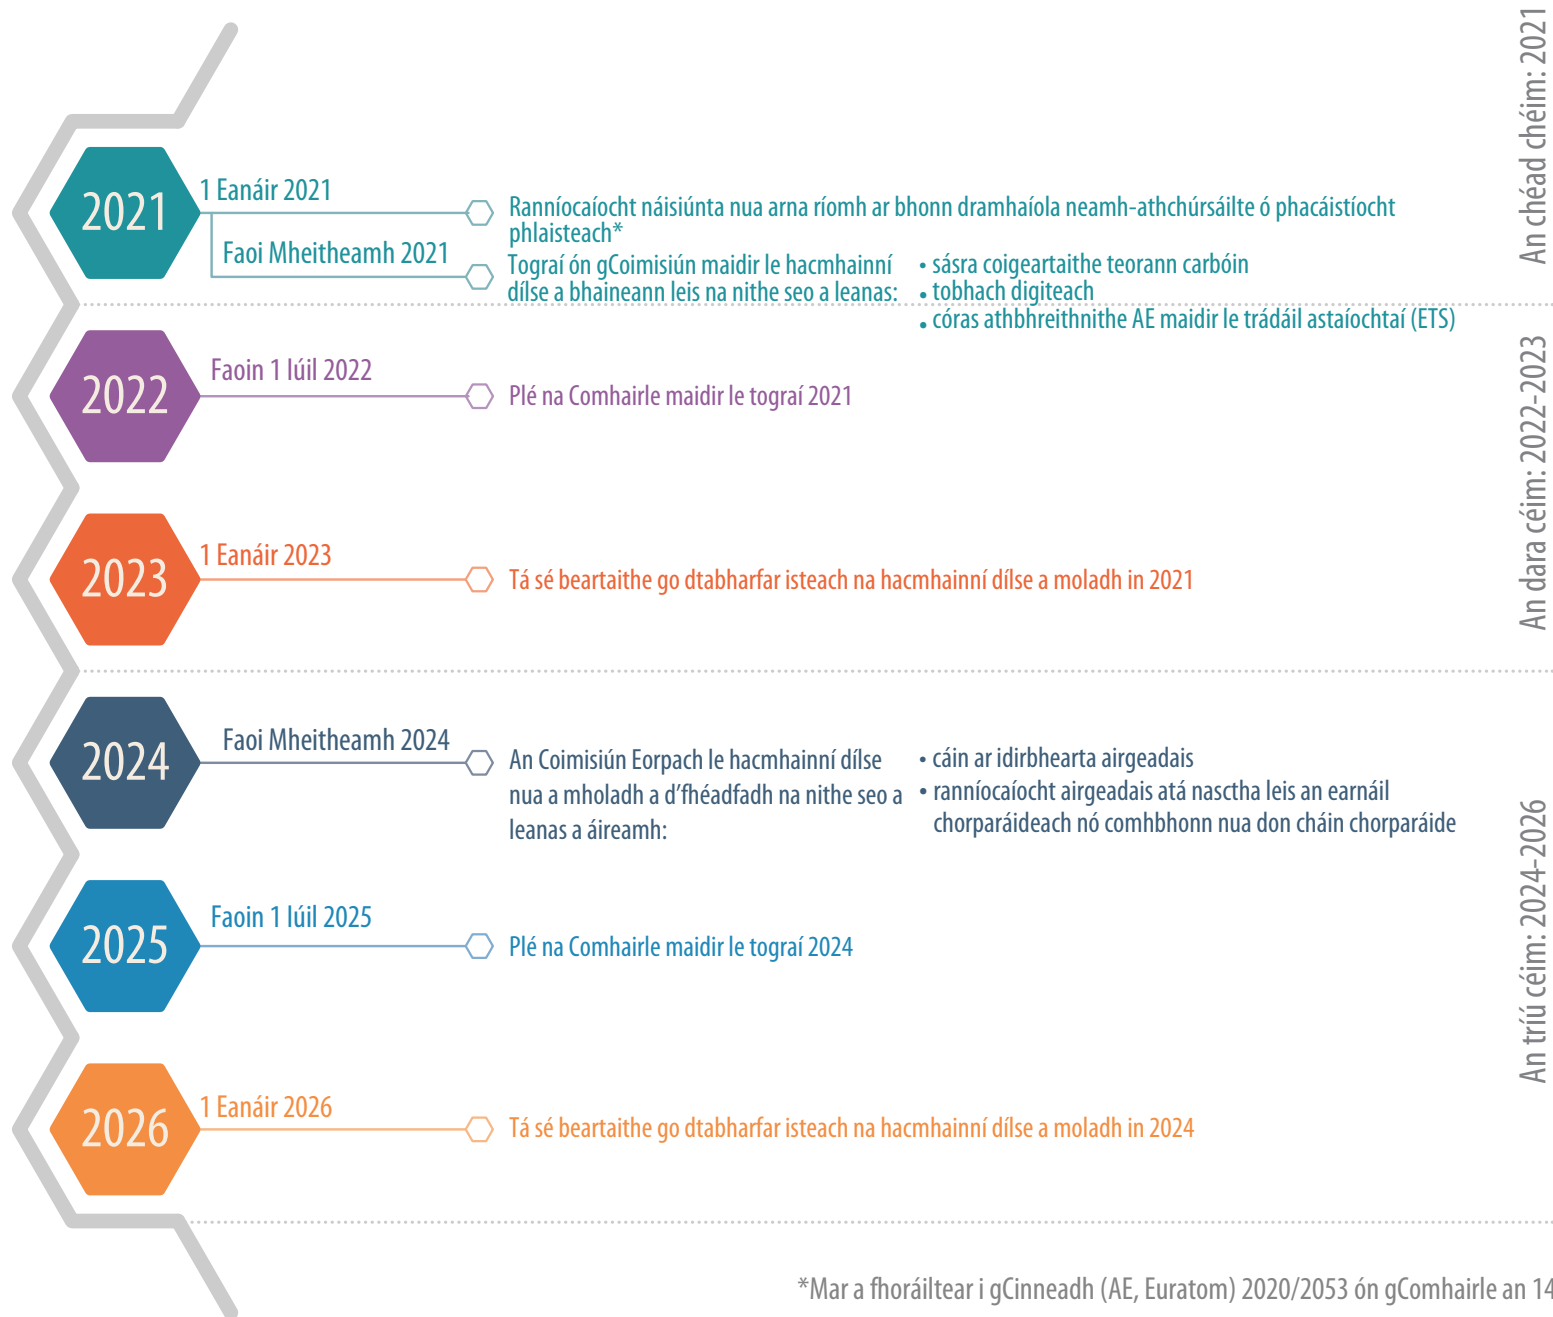 An chéad chéim: 2021
2021
1 Eanáir 2021
Ranníocaíocht náisiúnta nua arna ríomh ar bhonn dramhaíola neamh-athchúrsáilte ó phacáistíocht
phlaisteach*
Faoi Mheitheamh 2021
Tograí ón gCoimisiún maidir le hacmhainní
dílse a bhaineann leis na nithe seo a leanas:
• sásra coigeartaithe teorann carbóin
• tobhach digiteach
• córas athbhreithnithe AE maidir le trádáil astaíochtaí (ETS)
An dara céim: 2022-2023
2022
Faoin 1 Iúil 2022
Plé na Comhairle maidir le tograí 2021
2023
1 Eanáir 2023
Tá sé beartaithe go dtabharfar isteach na hacmhainní dílse a moladh in 2021
An tríú céim: 2024-2026
2024
Faoi Mheitheamh 2024
An Coimisiún Eorpach le hacmhainní dílse
nua a mholadh a d'fhéadfadh na nithe seo a
leanas a áireamh:
• cáin ar idirbhearta airgeadais
• ranníocaíocht airgeadais atá nasctha leis an earnáil
chorparáideach nó comhbhonn nua don cháin chorparáide
2025
Faoin 1 Iúil 2025
Plé na Comhairle maidir le tograí 2024
2026
1 Eanáir 2026
Tá sé beartaithe go dtabharfar isteach na hacmhainní dílse a moladh in 2024
*Mar a fhoráiltear i gCinneadh (AE, Euratom) 2020/2053 ón gComhairle an 14